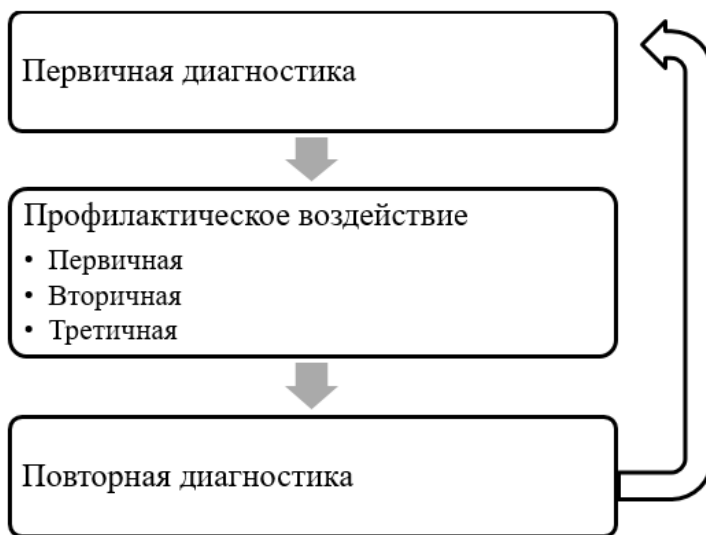 Первичная диагностика
Профилактическое воздействие
• Первичная
• Вторичная
• Третичная
Повторная диагностика